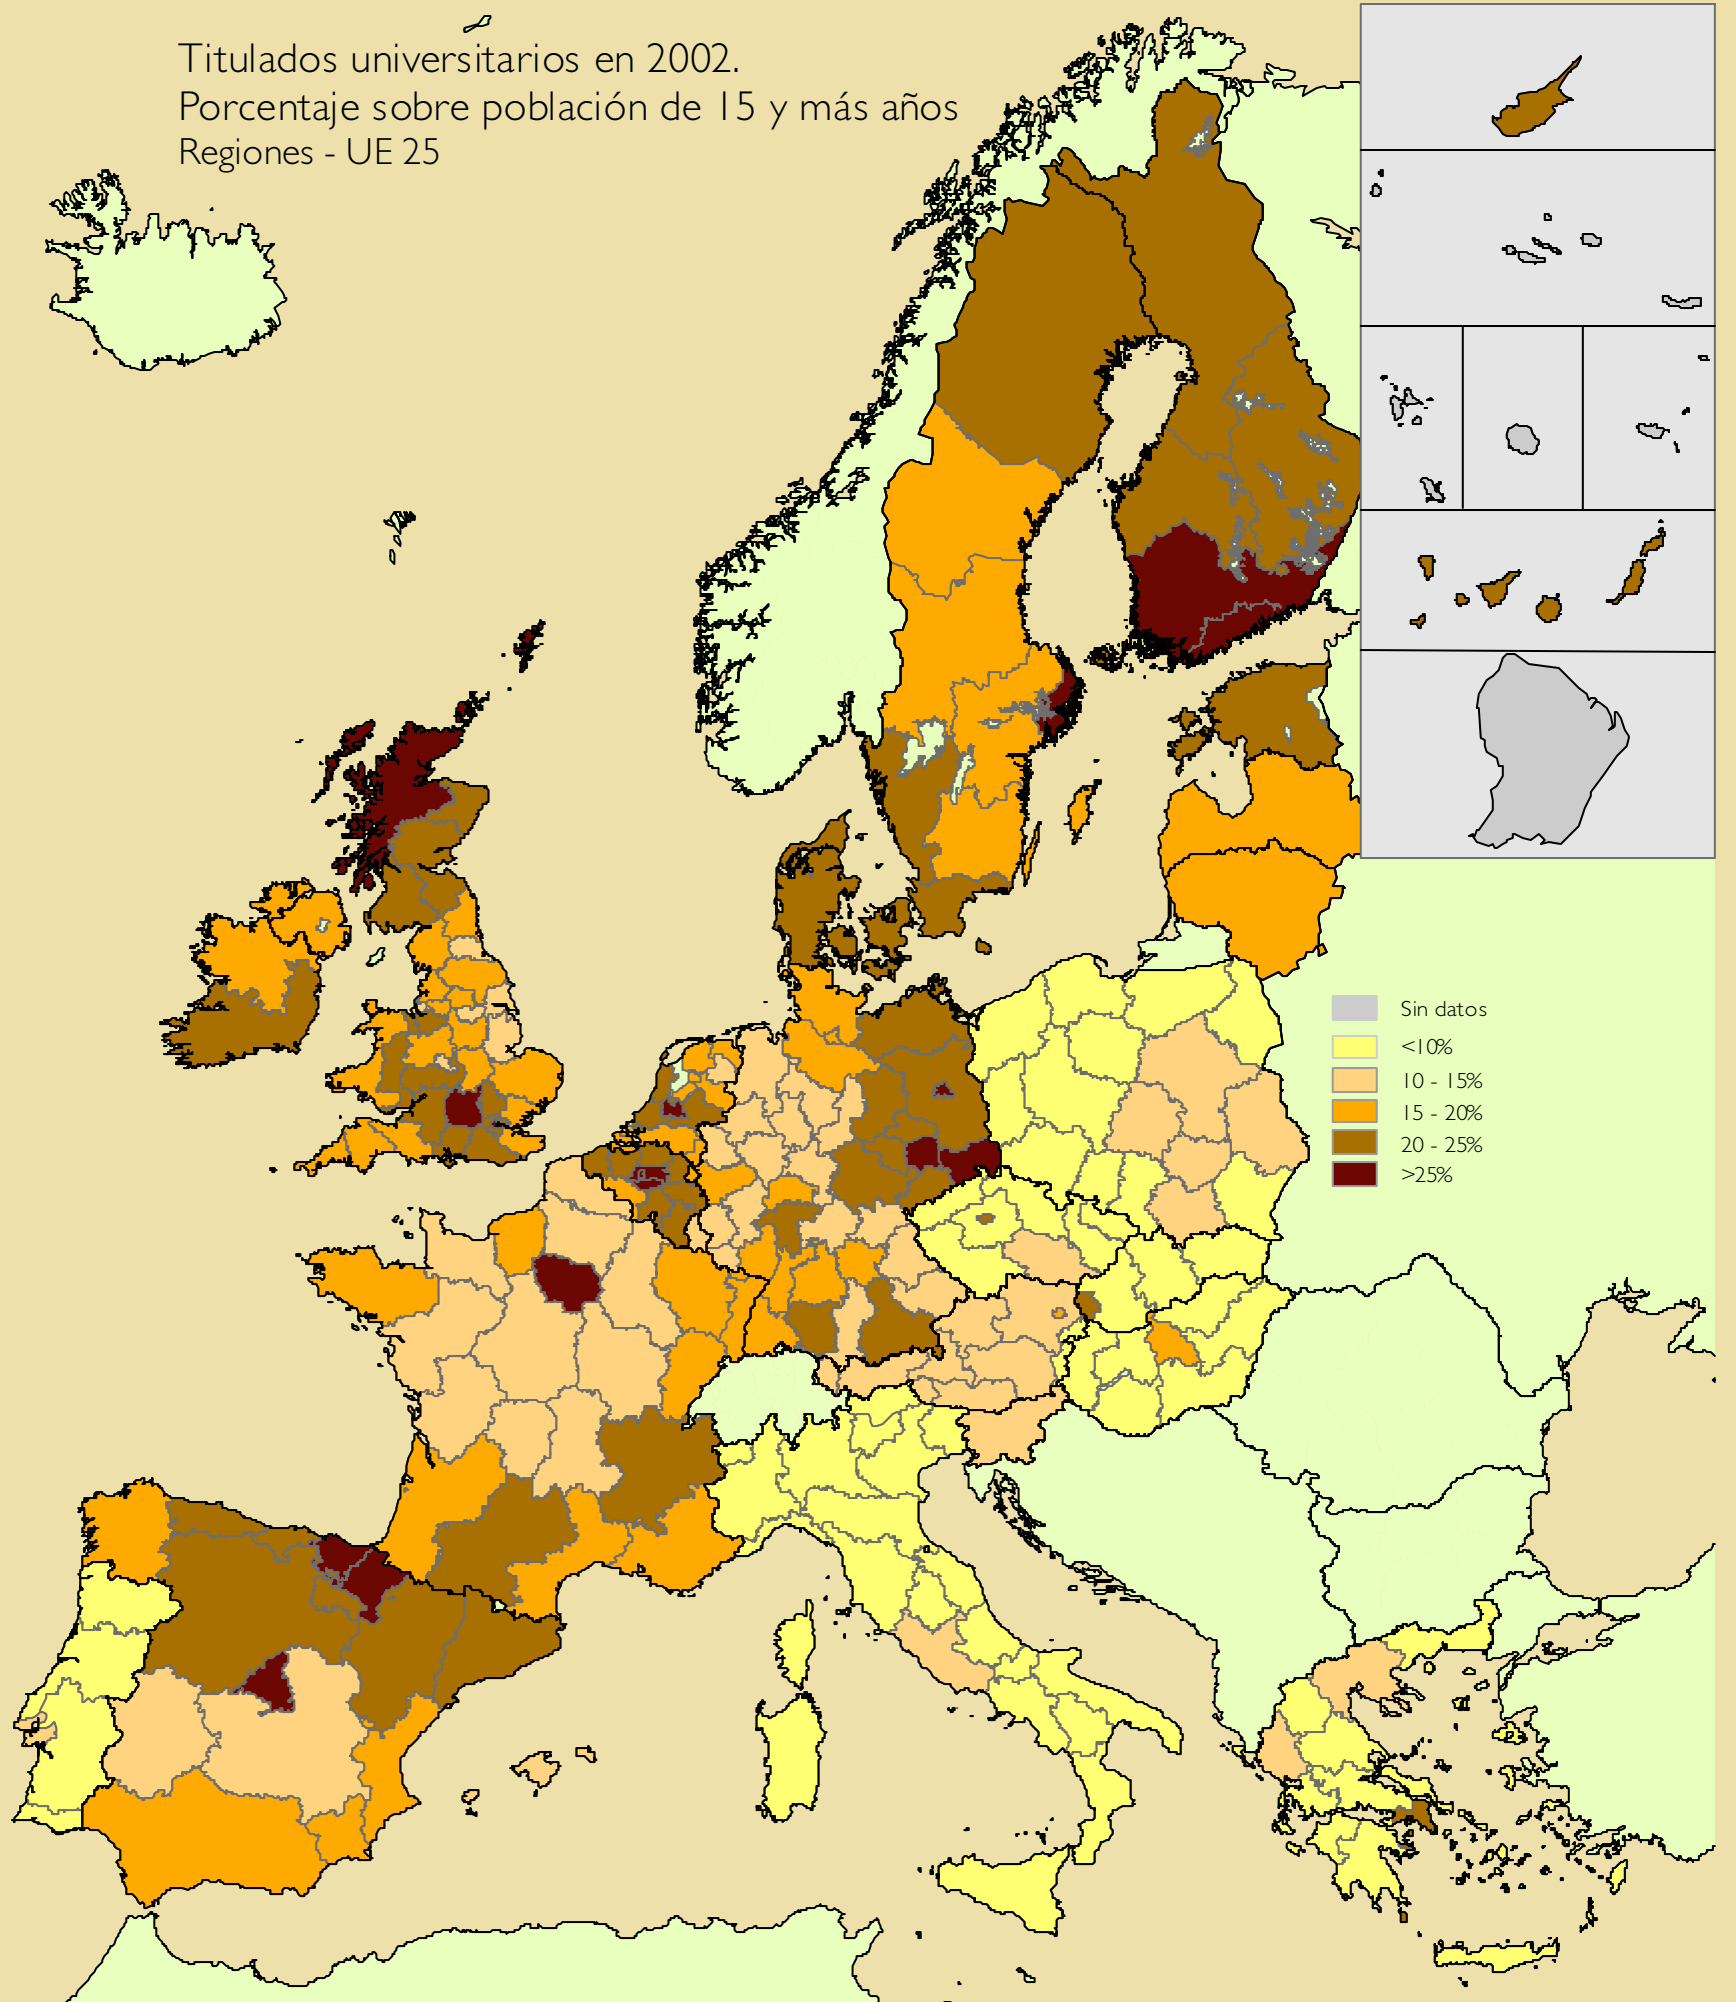 Titulados universitarios en 2002.
Porcentaje sobre población de 15 y más años
Regiones - UE 25
Sin datos
<10%
10 - 15%
15 - 20%
20 - 25%
>25%